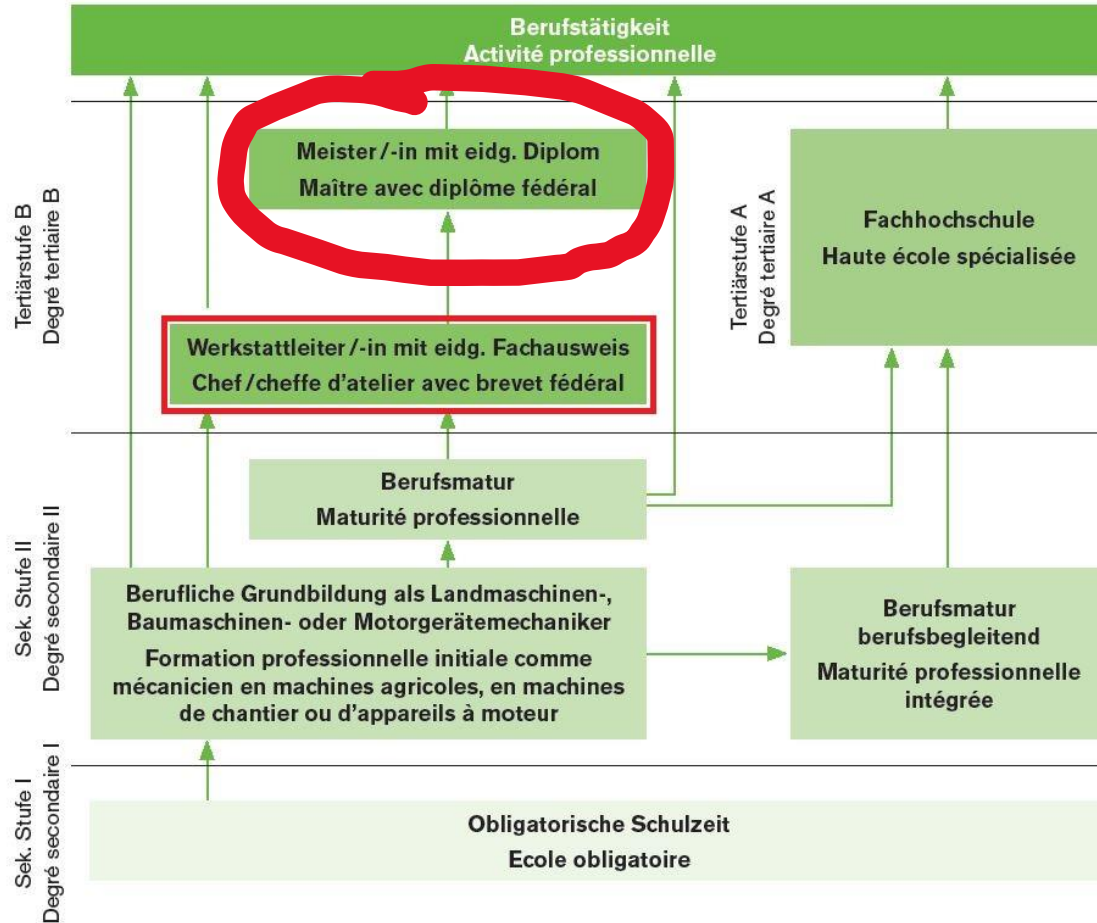 Berufstätigkeit
Activité professionnelle
Tertiärstufe B
Degré tertiaire B
Meister/-in mit eidg. Diplom
Maître avec diplôme fédéral
Werkstattleiter/-in mit eidg. Fachausweis
Chef/cheffe d'atelier avec brevet fédéral
Tertiärstufe A
Degré tertiaire A
Fachhochschule
Haute école spécialisée
Sek. Stufe II
Degré secondaire II
Berufsmatur
Maturité professionnelle
Berufliche Grundbildung als Landmaschinen-,
Baumaschinen- oder Motorgerätemechaniker
Formation professionnelle initiale comme
mécanicien en machines agricoles, en machines
de chantier ou d'appareils à moteur
Berufsmatur
berufsbegleitend
Maturité professionnelle
intégrée
Sek. Stufe I
Degré secondaire I
Obligatorische Schulzeit
Ecole obligatoire